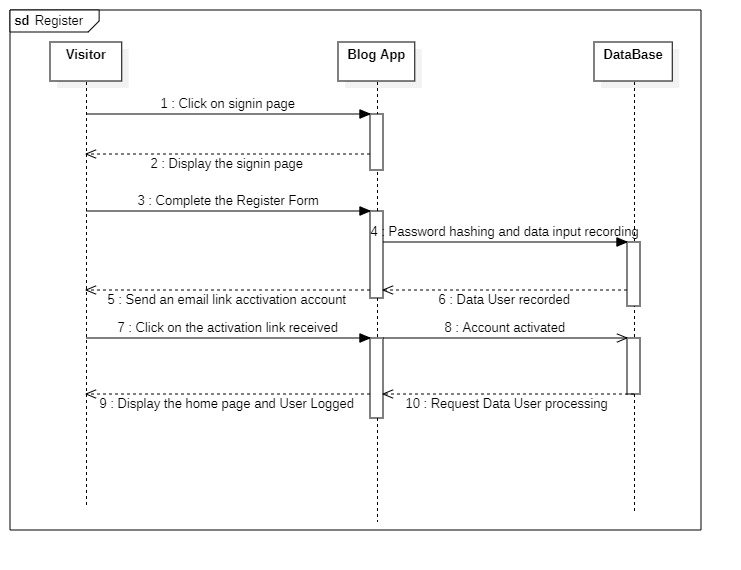 sd Register
Visitor
Blog App
DataBase
1 : Click on signin page
2 : Display the signin page
3 : Complete the Register Form
4 : Password hashing and data input recording
5 : Send an email link acctivation account
6 : Data User recorded
7 : Click on the activation link received
8 : Account activated
9 : Display the home page and User Logged
10 : Request Data User processing